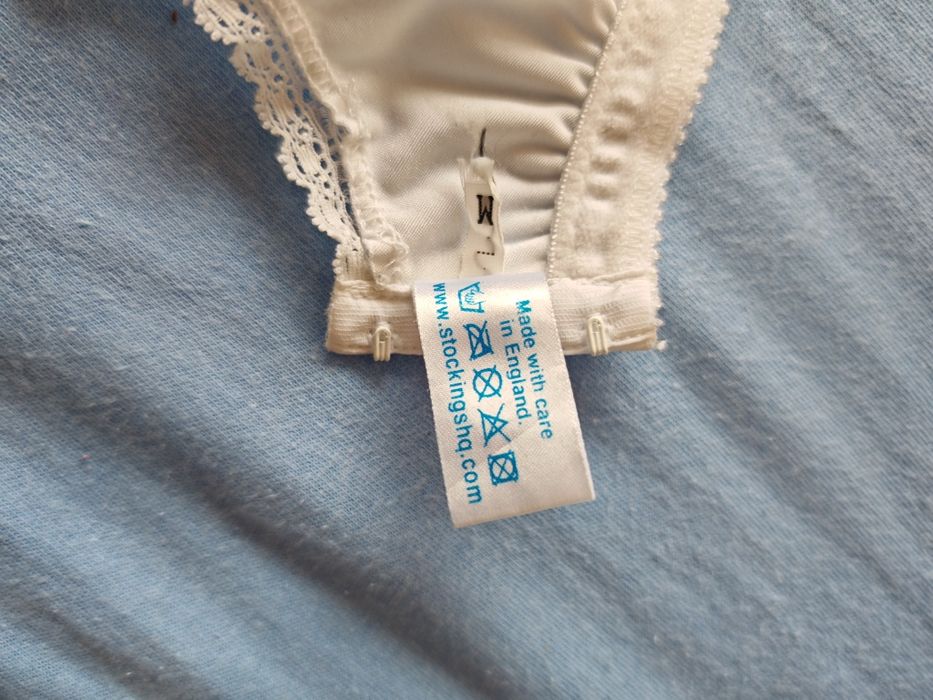 M
Made with care
in England.
www.stockingshq.com